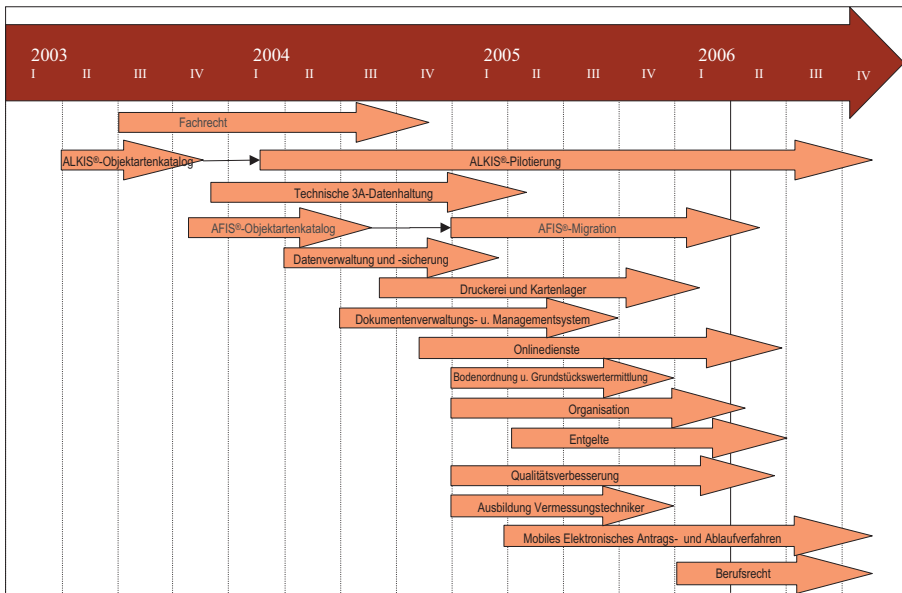 2003 2004 2005 2006
I II III IV I II III IV I II III IV I II III IV
Fachrecht
ALKIS®-Objektartenkatalog ALKIS®-Pilotierung
Technische 3A-Datenhaltung
AFIS®-Objektartenkatalog AFIS®-Migration
Datenverwaltung und -sicherung
Druckerei und Kartenlager
Dokumentenverwaltungs- u. Managementsystem
Onlinedienste
Bodenordnung u. Grundstückswertermittlung
Organisation
Entgelte
Qualitätsverbesserung
Ausbildung Vermessungstechniker
Mobiles Elektronisches Antrags- und Ablaufverfahren
Berufsrecht